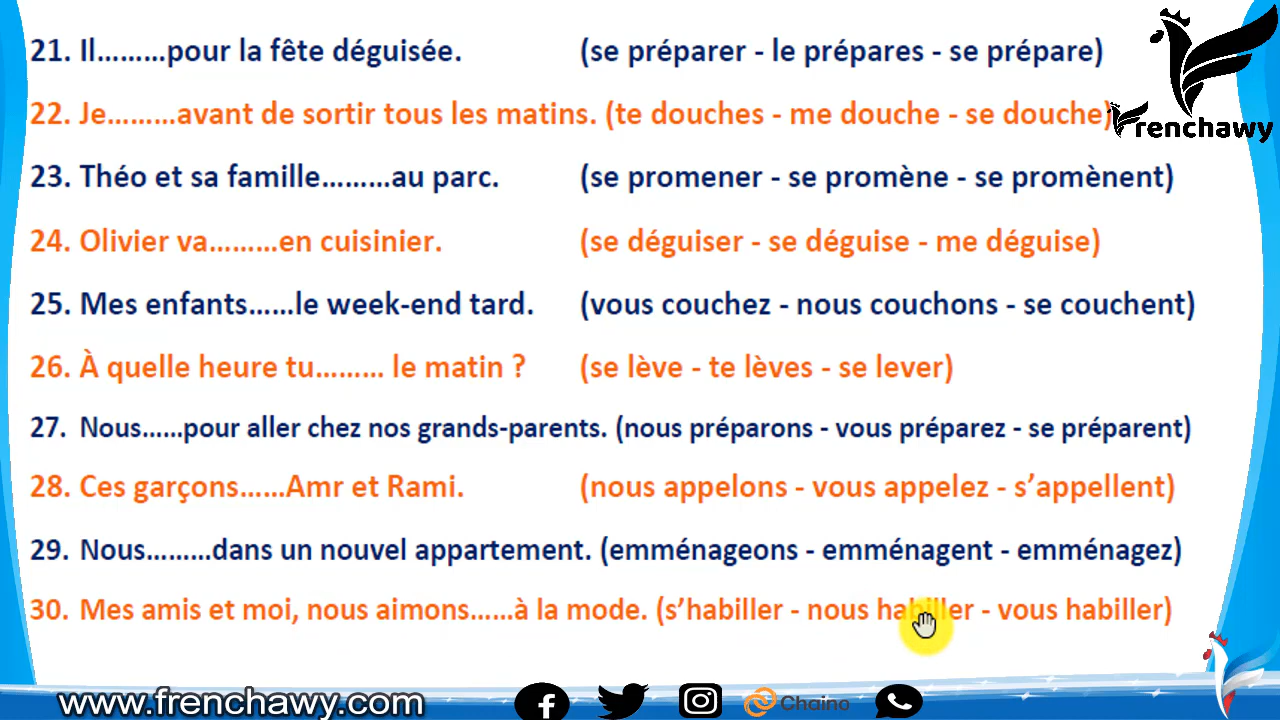 21. Il.........pour la fête déguisée. (se préparer - le prépares - se prépare)
22. Je.........avant de sortir tous les matins. (te douches - me douche - se douche)
Frenchawy
23. Théo et sa famille.........au parc. (se promener - se promène - se promènent)
24. Olivier va.........en cuisinier. (se déguiser - se déguise - me déguise)
25. Mes enfants......le week-end tard. (vous couchez - nous couchons - se couchent)
26. À quelle heure tu......... le matin ? (se lève - te lèves - se lever)
27. Nous......pour aller chez nos grands-parents. (nous préparons - vous préparez - se préparent)
28. Ces garçons......Amr et Rami. (nous appelons - vous appelez - s’appellent)
29. Nous.........dans un nouvel appartement. (emménageons - emménagent - emménagez)
30. Mes amis et moi, nous aimons......à la mode. (s’habiller - nous habiller - vous habiller)
www.frenchawy.com
Chaino